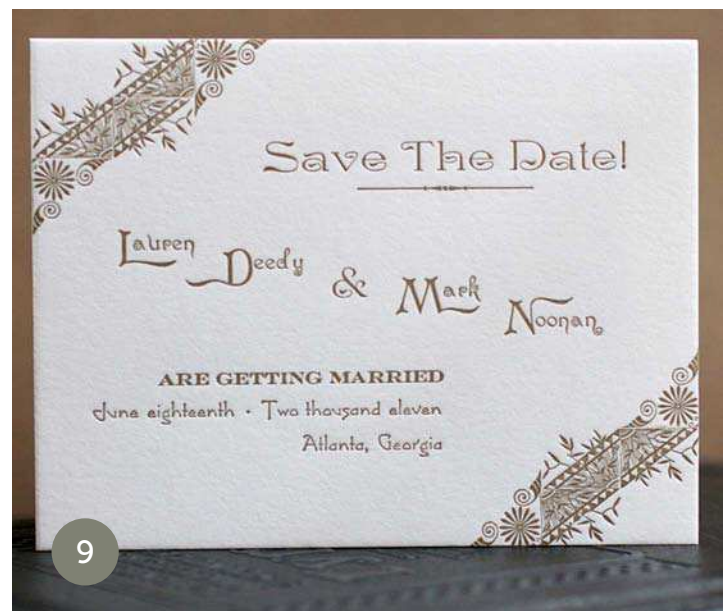 Save The Date!
Lauren Deedy & Mark Noonan
ARE GETTING MARRIED
June eighteenth · Two thousand eleven
Atlanta, Georgia
9